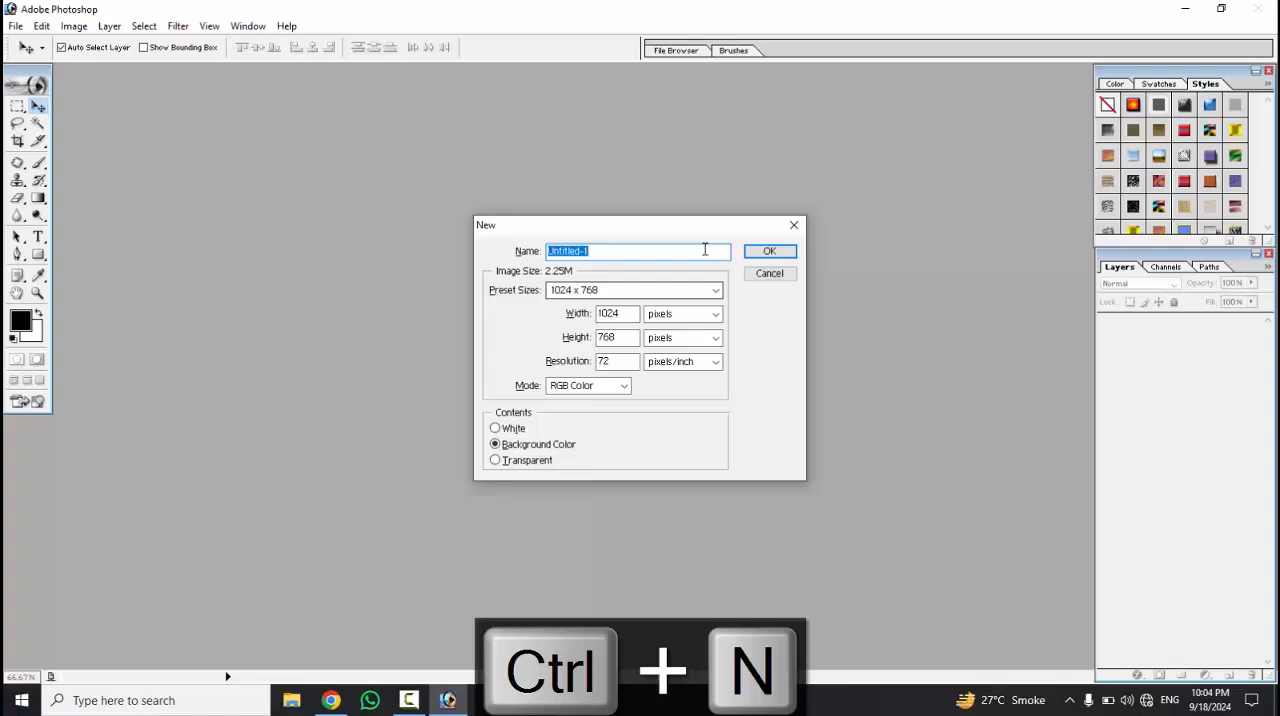 Adobe Photoshop
File Edit Image Layer Select Filter View Window Help
Auto Select Layer Show Bounding Box
File Browser Brushes
Color Swatches Styles
New
Name: Untitled-1 OK
Image Size: 2.25M
Cancel
Preset Sizes: 1024 x 768
Width: 1024 pixels
Height: 768 pixels
Resolution: 72 pixels/inch
Mode: RGB Color
Contents
White
Background Color
Transparent
Layers Channels Paths
Normal Opacity: 100%
Lock: Fill: 100%
T
66.67%
Ctrl + N
Type here to search
27°C Smoke
ENG
10:04 PM
9/18/2024